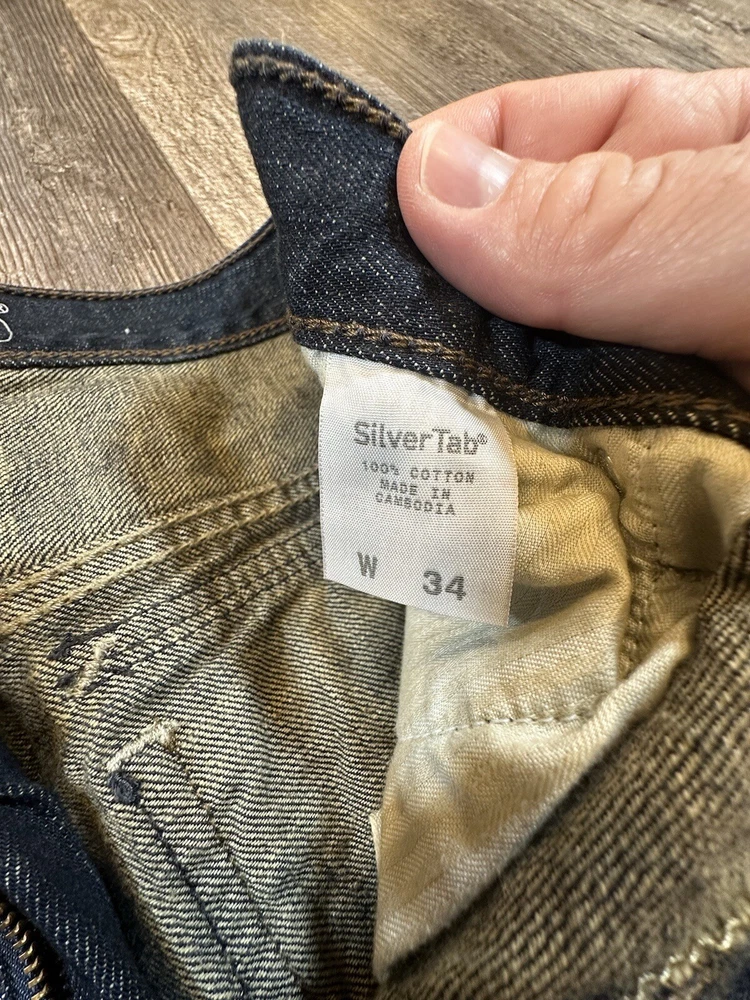 SilverTab®
100% COTTON
MADE IN
CAMBODIA
W 34